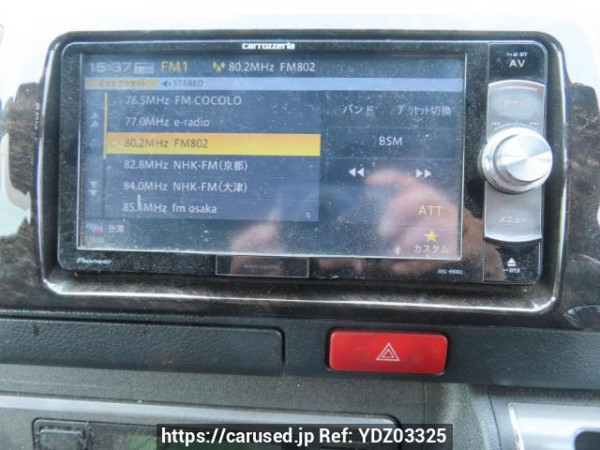 carrozzeria
15:37 FM1 80.2MHz FM802
STEREO
AV
76.5MHz FM COCOLO
77.0MHz e-radio
80.2MHz FM802
82.8MHz NHK-FM(京都)
84.0MHz NHK-FM(大津)
85.1MHz fm osaka
バンド プリセット切換
BSM
ATT
カスタム
メニュー
OPEN
Pioneer
https://carused.jp Ref: YDZ03325